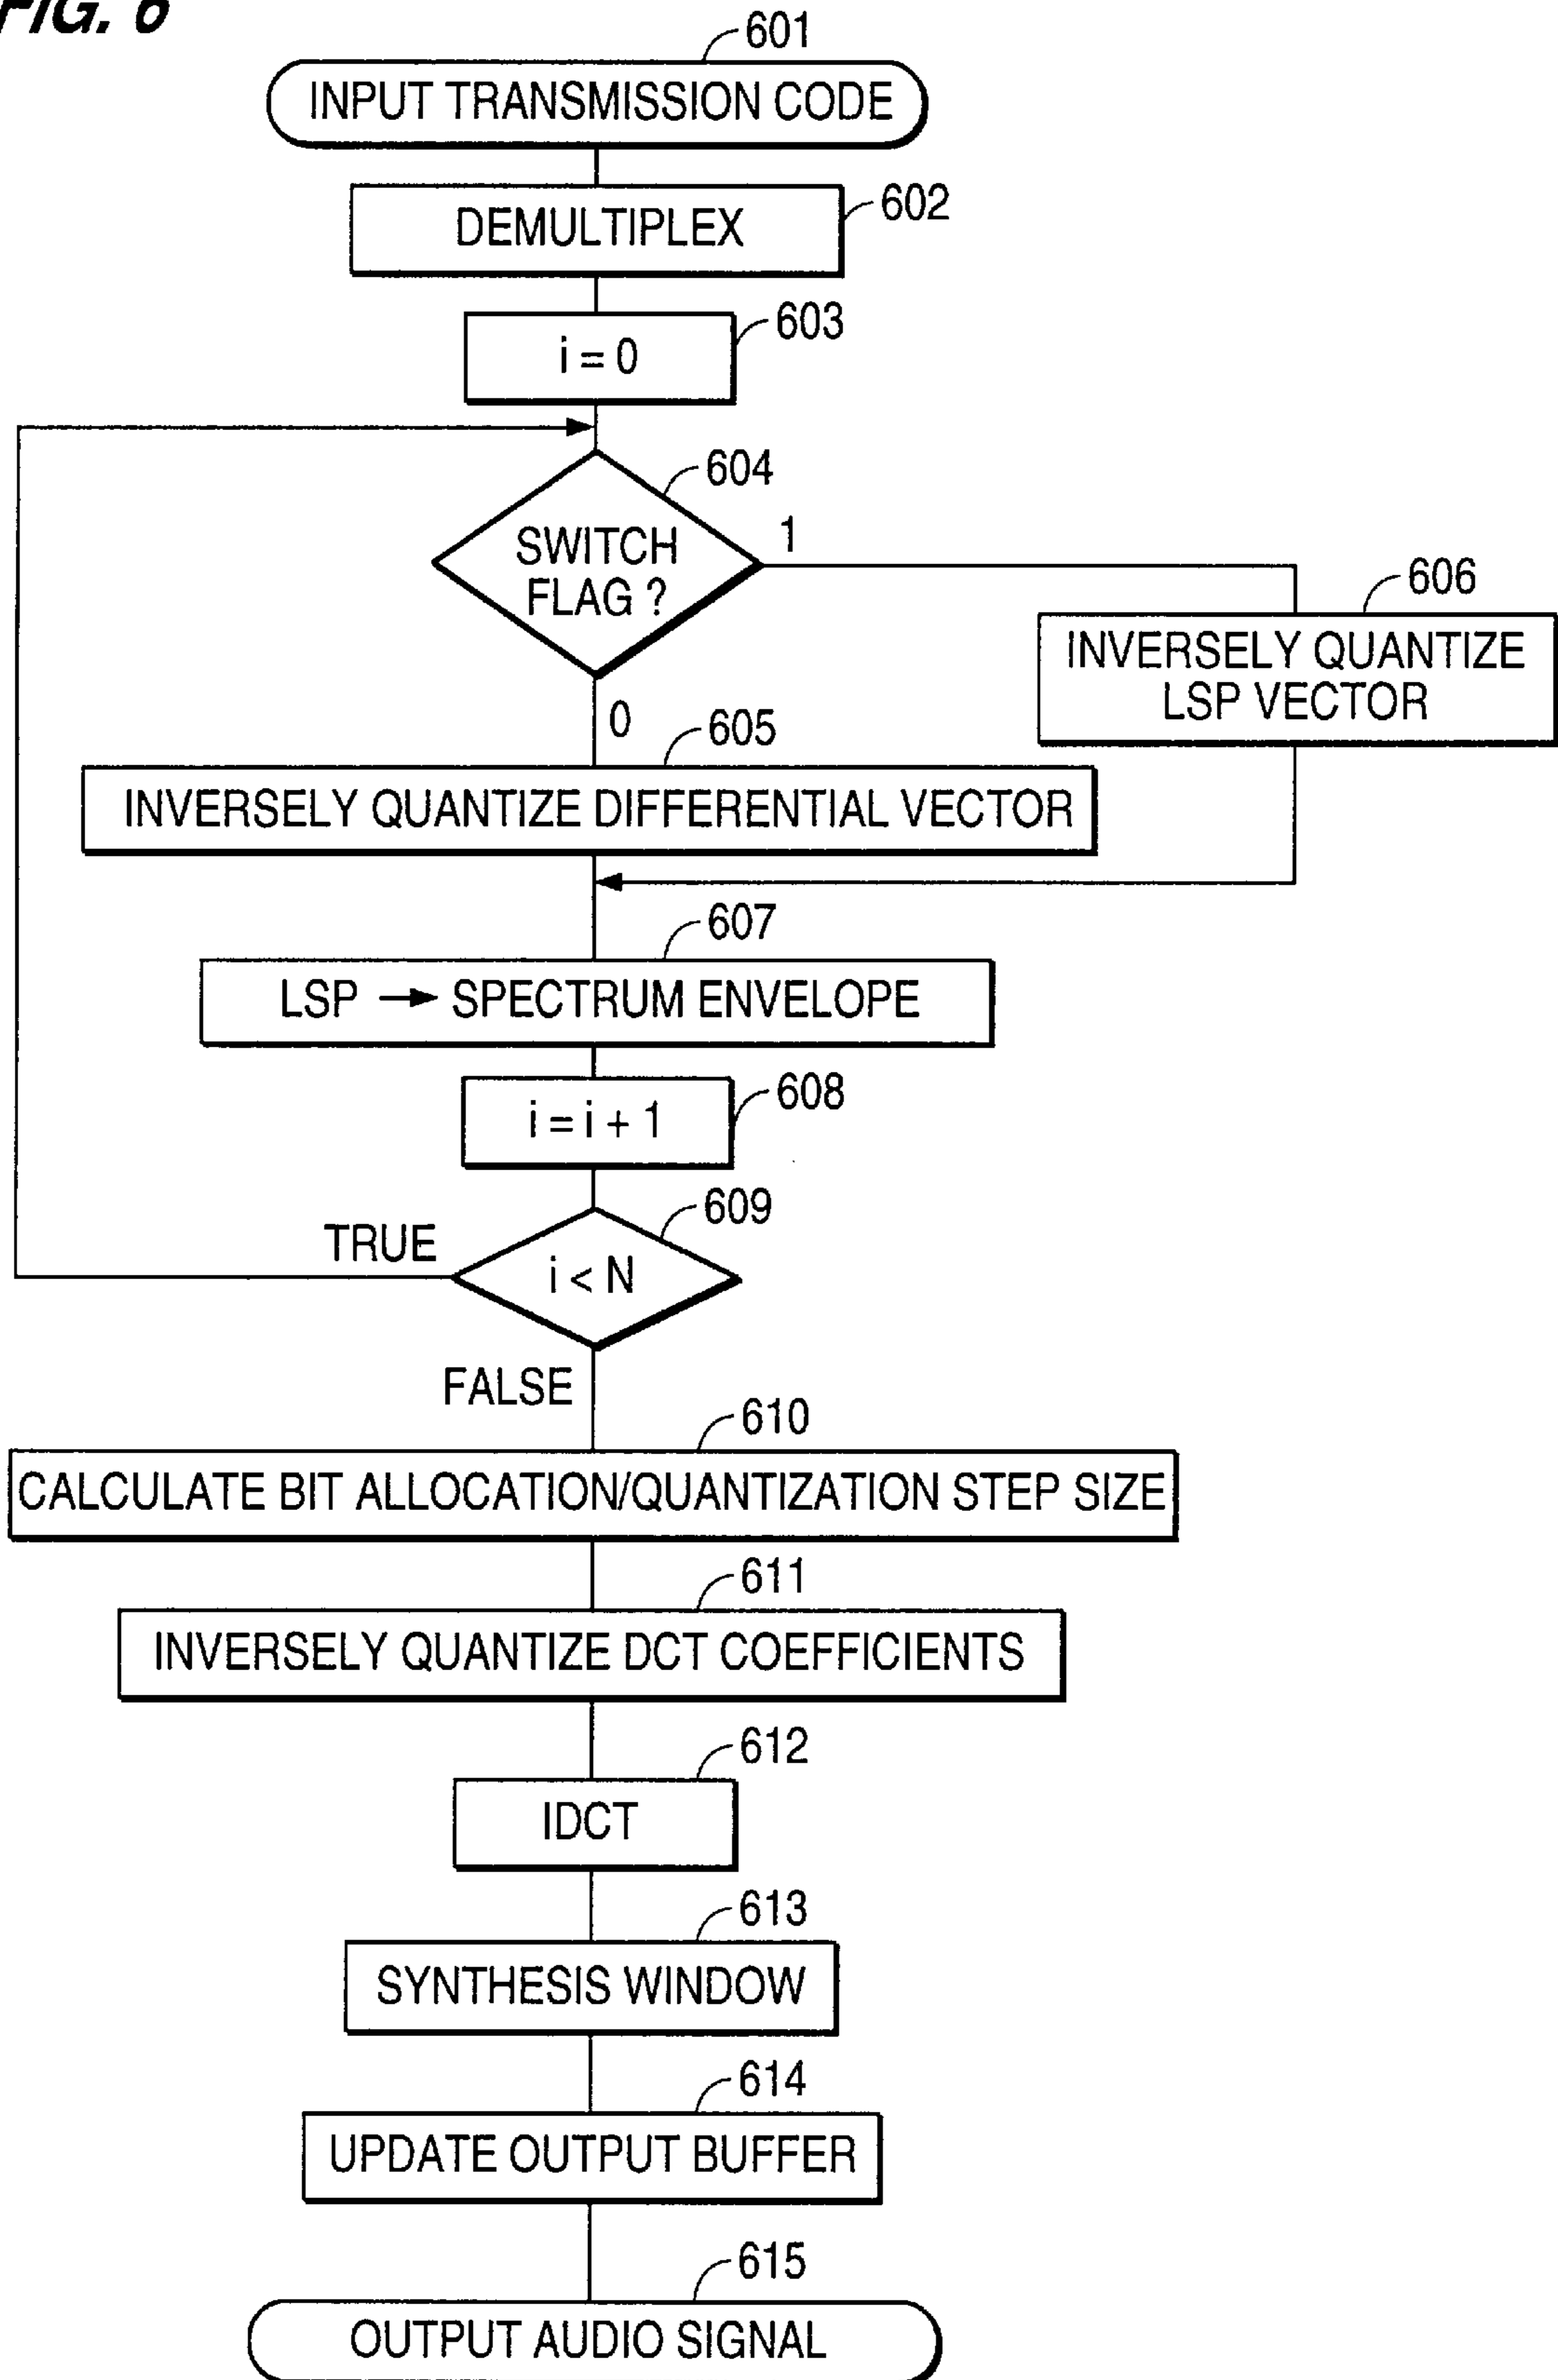 FIG. 6
601
INPUT TRANSMISSION CODE
602
DEMULTIPLEX
603
i = 0
604
SWITCH
FLAG ?
1
606
INVERSELY QUANTIZE
LSP VECTOR
0
605
INVERSELY QUANTIZE DIFFERENTIAL VECTOR
607
LSP → SPECTRUM ENVELOPE
608
i = i + 1
609
TRUE
i < N
FALSE
610
CALCULATE BIT ALLOCATION/QUANTIZATION STEP SIZE
611
INVERSELY QUANTIZE DCT COEFFICIENTS
612
IDCT
613
SYNTHESIS WINDOW
614
UPDATE OUTPUT BUFFER
615
OUTPUT AUDIO SIGNAL